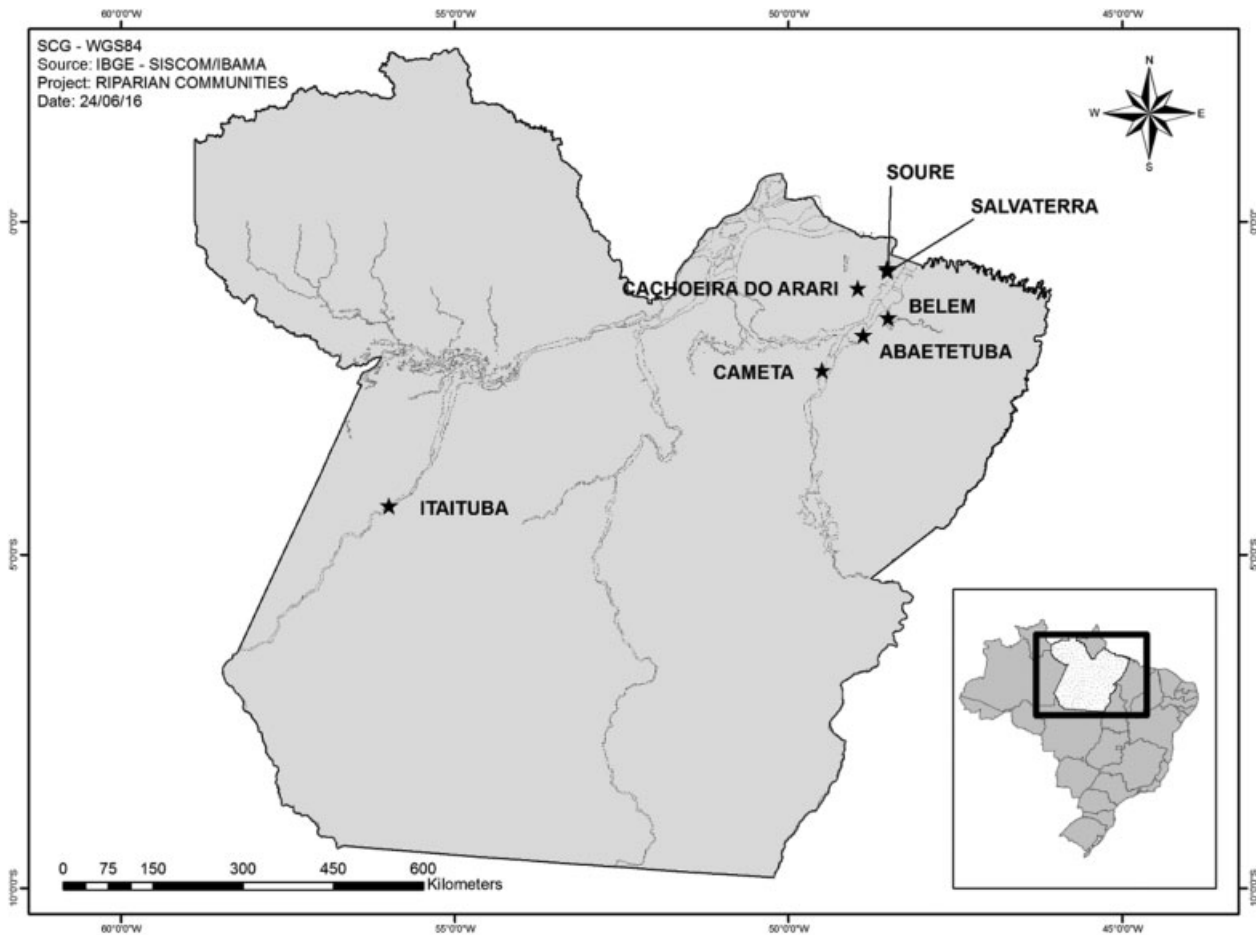 60°0'0"W 55°0'0"W 50°0'0"W 45°0'0"W
SCG - WGS84
Source: IBGE - SISCOM/IBAMA
Project: RIPARIAN COMMUNITIES
Date: 24/06/16
N
W E
S
SOURE
SALVATERRA
0°0'0" 0°0'0"
CACHOEIRA DO ARARI
BELEM
ABAETETUBA
CAMETA
ITAITUBA
5°0'0"S 5°0'0"S
0 75 150 300 450 600
Kilometers
10°0'0"S 10°0'0"S
60°0'0"W 55°0'0"W 50°0'0"W 45°0'0"W